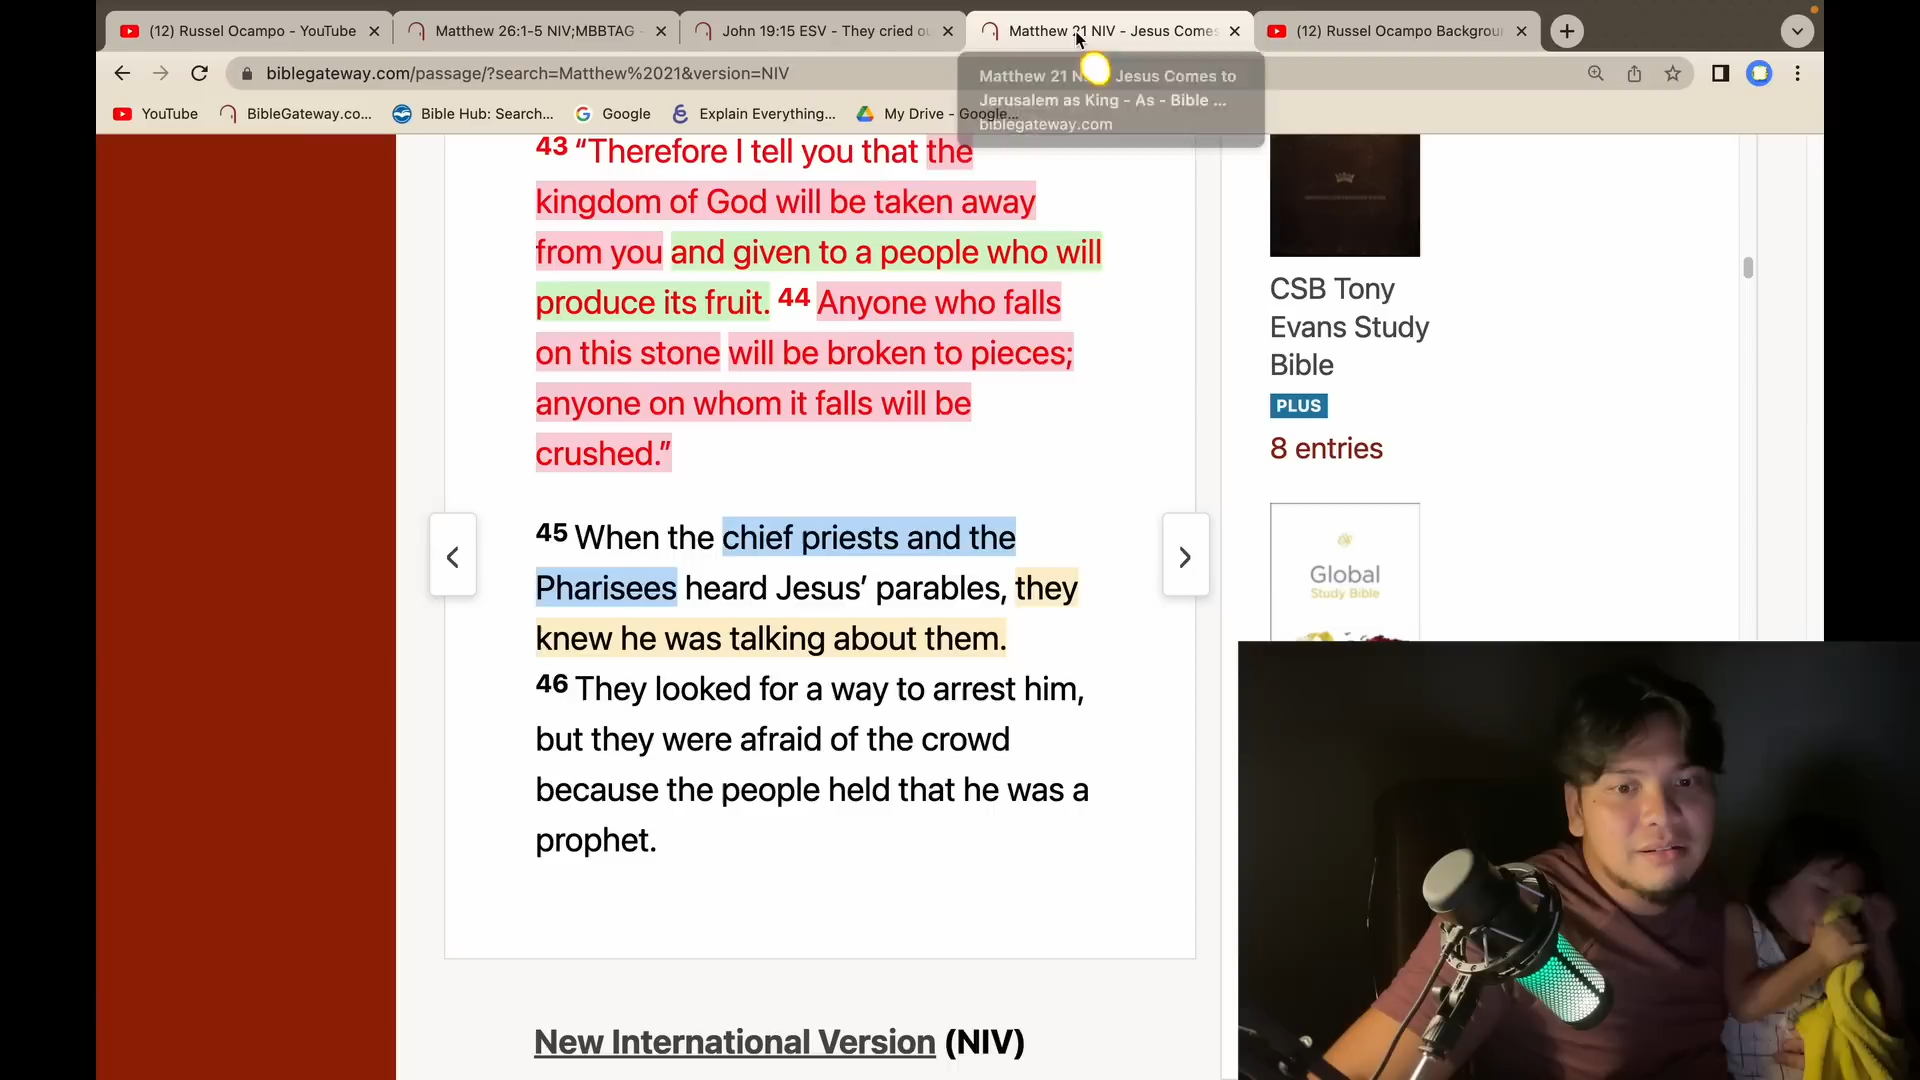 (12) Russel Ocampo - YouTube
Matthew 26:1-5 NIV;MBBTAG -
John 19:15 ESV - They cried ou
Matthew 21 NIV - Jesus Comes
(12) Russel Ocampo Backgroun
biblegateway.com/passage/?search=Matthew%2021&version=NIV
Jesus Comes to
Matthew 21 N
Jerusalem as King - As - Bible ...
biblegateway.com
YouTube
BibleGateway.co...
Bible Hub: Search...
Google
Explain Everything...
My Drive - Google...
43 “Therefore I tell you that the
kingdom of God will be taken away
from you and given to a people who will
produce its fruit. 44 Anyone who falls
on this stone will be broken to pieces;
anyone on whom it falls will be
crushed.”
45 When the chief priests and the
Pharisees heard Jesus’ parables, they
knew he was talking about them.
46 They looked for a way to arrest him,
but they were afraid of the crowd
because the people held that he was a
prophet.
New International Version (NIV)
CSB Tony
Evans Study
Bible
PLUS
8 entries
Global
Study Bible